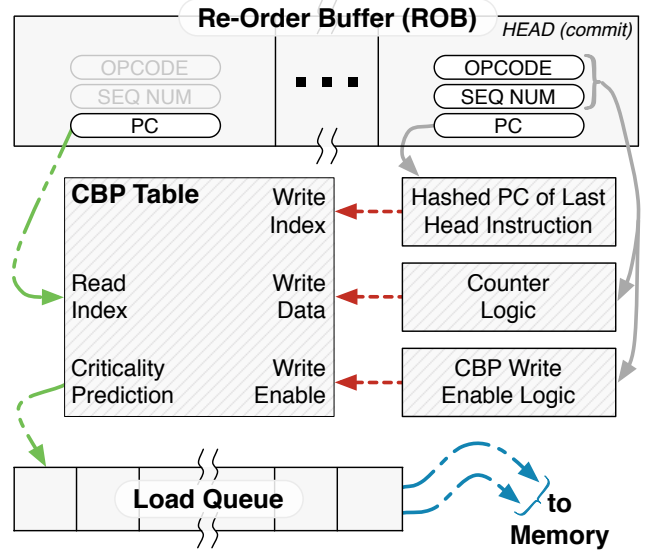 Re-Order Buffer (ROB)
HEAD (commit)
OPCODE
SEQ NUM
PC
OPCODE
SEQ NUM
PC
CBP Table
Write
Index
Read
Index
Write
Data
Criticality
Prediction
Write
Enable
Hashed PC of Last
Head Instruction
Counter
Logic
CBP Write
Enable Logic
Load Queue
to
Memory